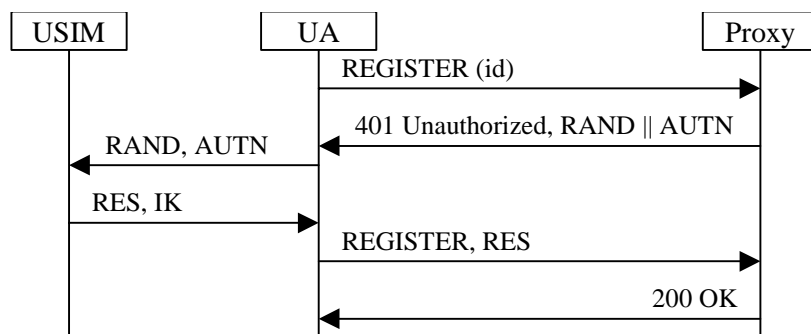 USIM
UA
Proxy
REGISTER (id)
401 Unauthorized, RAND || AUTN
RAND, AUTN
RES, IK
REGISTER, RES
200 OK